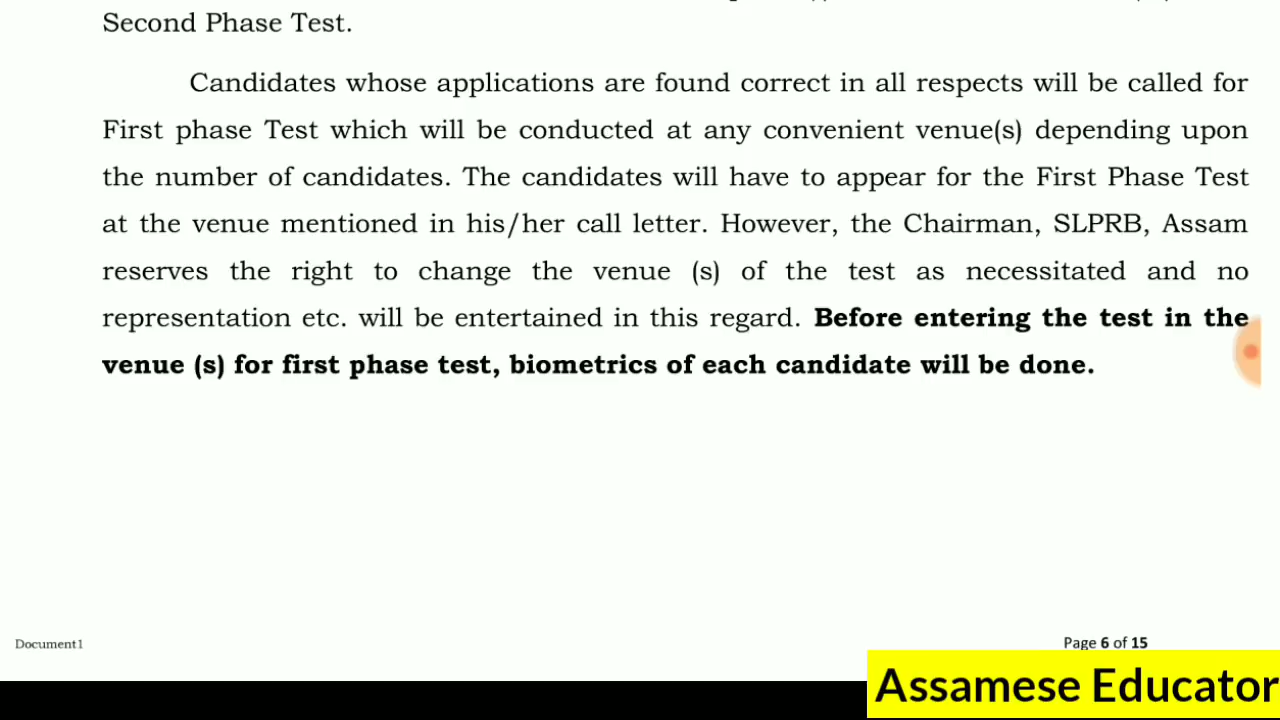 Second Phase Test.
Candidates whose applications are found correct in all respects will be called for
First phase Test which will be conducted at any convenient venue(s) depending upon
the number of candidates. The candidates will have to appear for the First Phase Test
at the venue mentioned in his/her call letter. However, the Chairman, SLPRB, Assam
reserves the right to change the venue (s) of the test as necessitated and no
representation etc. will be entertained in this regard. Before entering the test in the
venue (s) for first phase test, biometrics of each candidate will be done.
Document1
Page 6 of 15
Assamese Educator